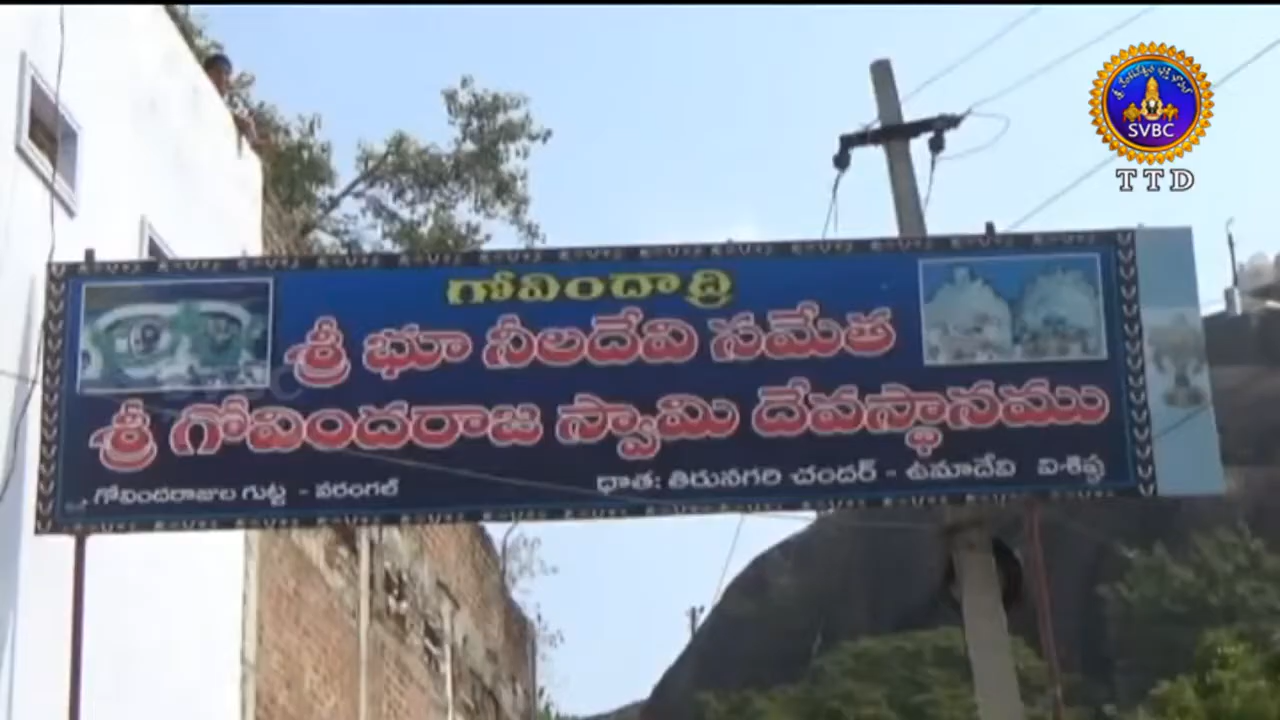 గోవిందాద్రి
శ్రీ భూ నీలదేవి సమేత
శ్రీ గోవిందరాజ స్వామి దేవస్థానము
గోవిందరాజుల గుట్ట - వరంగల్
ధాత: తిరునగరి చందర్ - ఉమాదేవి
SVBC
TTD